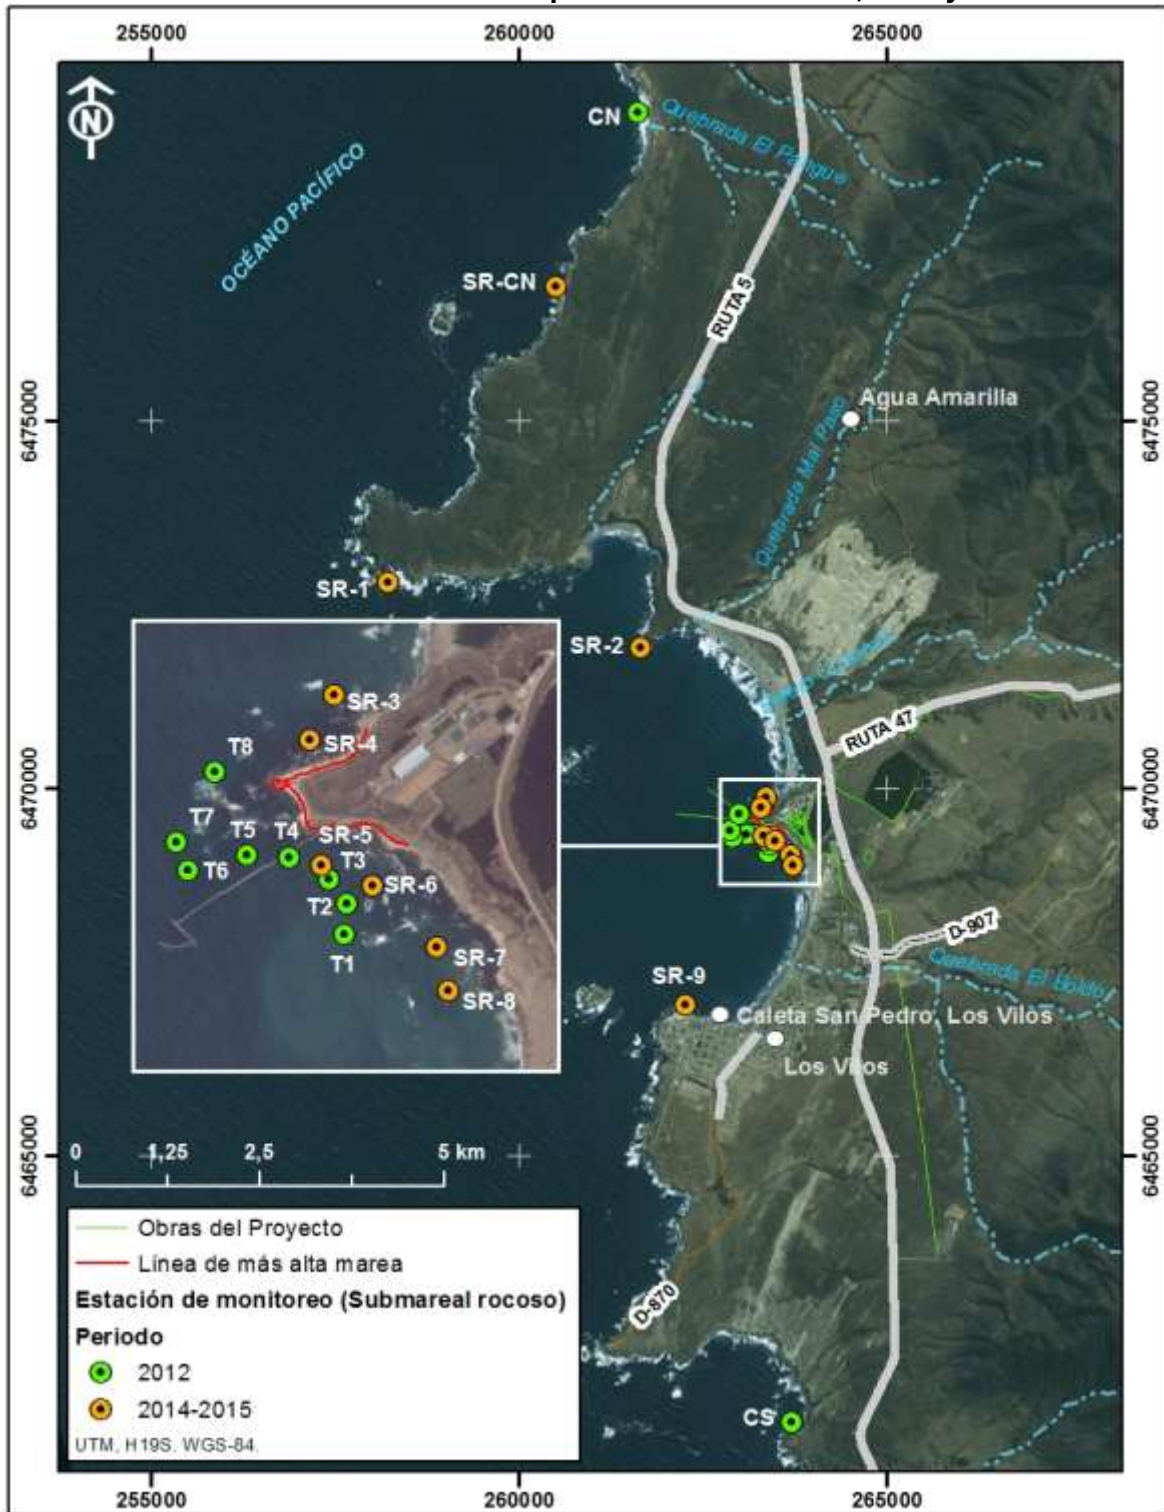 255000
260000
265000
N
CN
Quebrada El Pangue
OCÉANO PACÍFICO
SR-CN
RUTA 5
6475000
6475000
Agua Amarilla
Quebrada Mal Paso
SR-1
SR-2
RUTA 47
6470000
6470000
SR-3
SR-4
T8
T7
T5
T4
SR-5
T3
T6
T2
SR-6
T1
SR-7
SR-8
D-907
Quebrada El Boldo
SR-9
Caleta San Pedro, Los Vilos
Los Vilos
6465000
6465000
0
1,25
2,5
5 km
Obras del Proyecto
Línea de más alta marea
Estación de monitoreo (Submareal rocoso)
Periodo
2012
2014-2015
UTM, H19S. WGS-84.
D-870
CS
255000
260000
265000